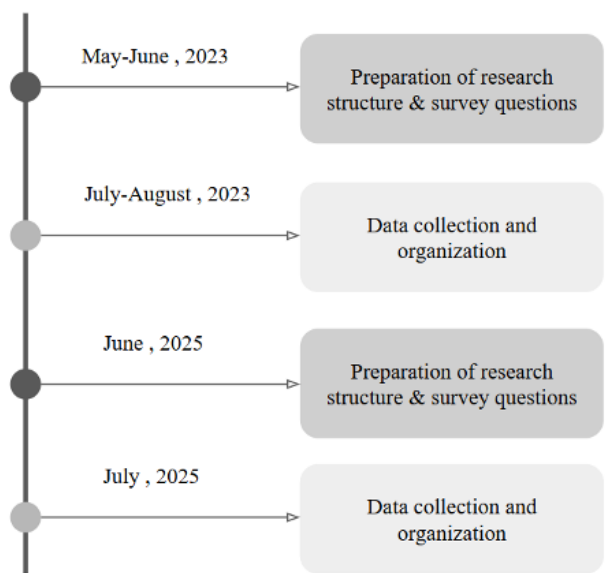 May-June , 2023
Preparation of research
structure & survey questions
July-August , 2023
Data collection and
organization
June , 2025
Preparation of research
structure & survey questions
July , 2025
Data collection and
organization